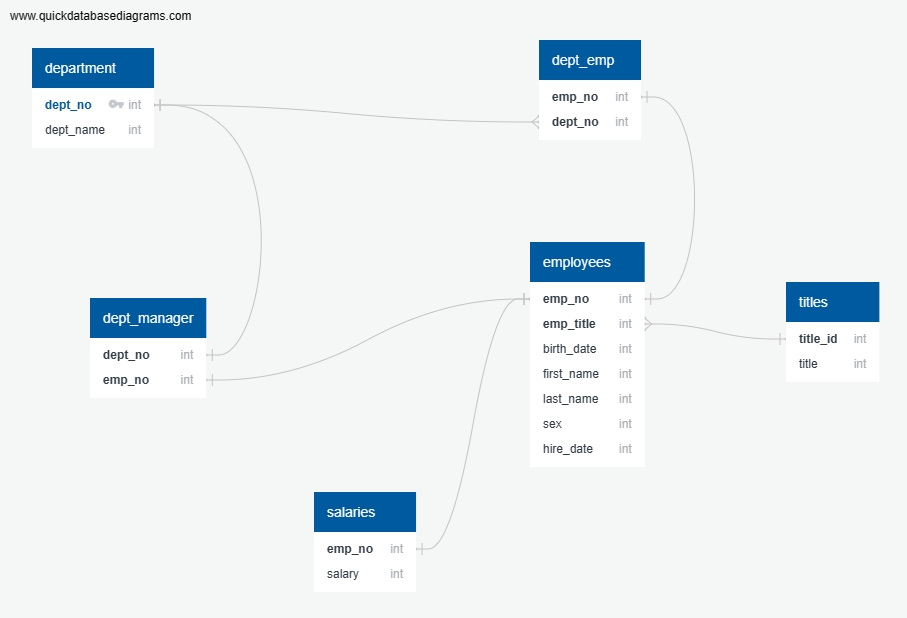 www.quickdatabasediagrams.com
department
dept_no int
dept_name int
dept_emp
emp_no int
dept_no int
employees
emp_no int
emp_title int
birth_date int
first_name int
last_name int
sex int
hire_date int
titles
title_id int
title int
dept_manager
dept_no int
emp_no int
salaries
emp_no int
salary int